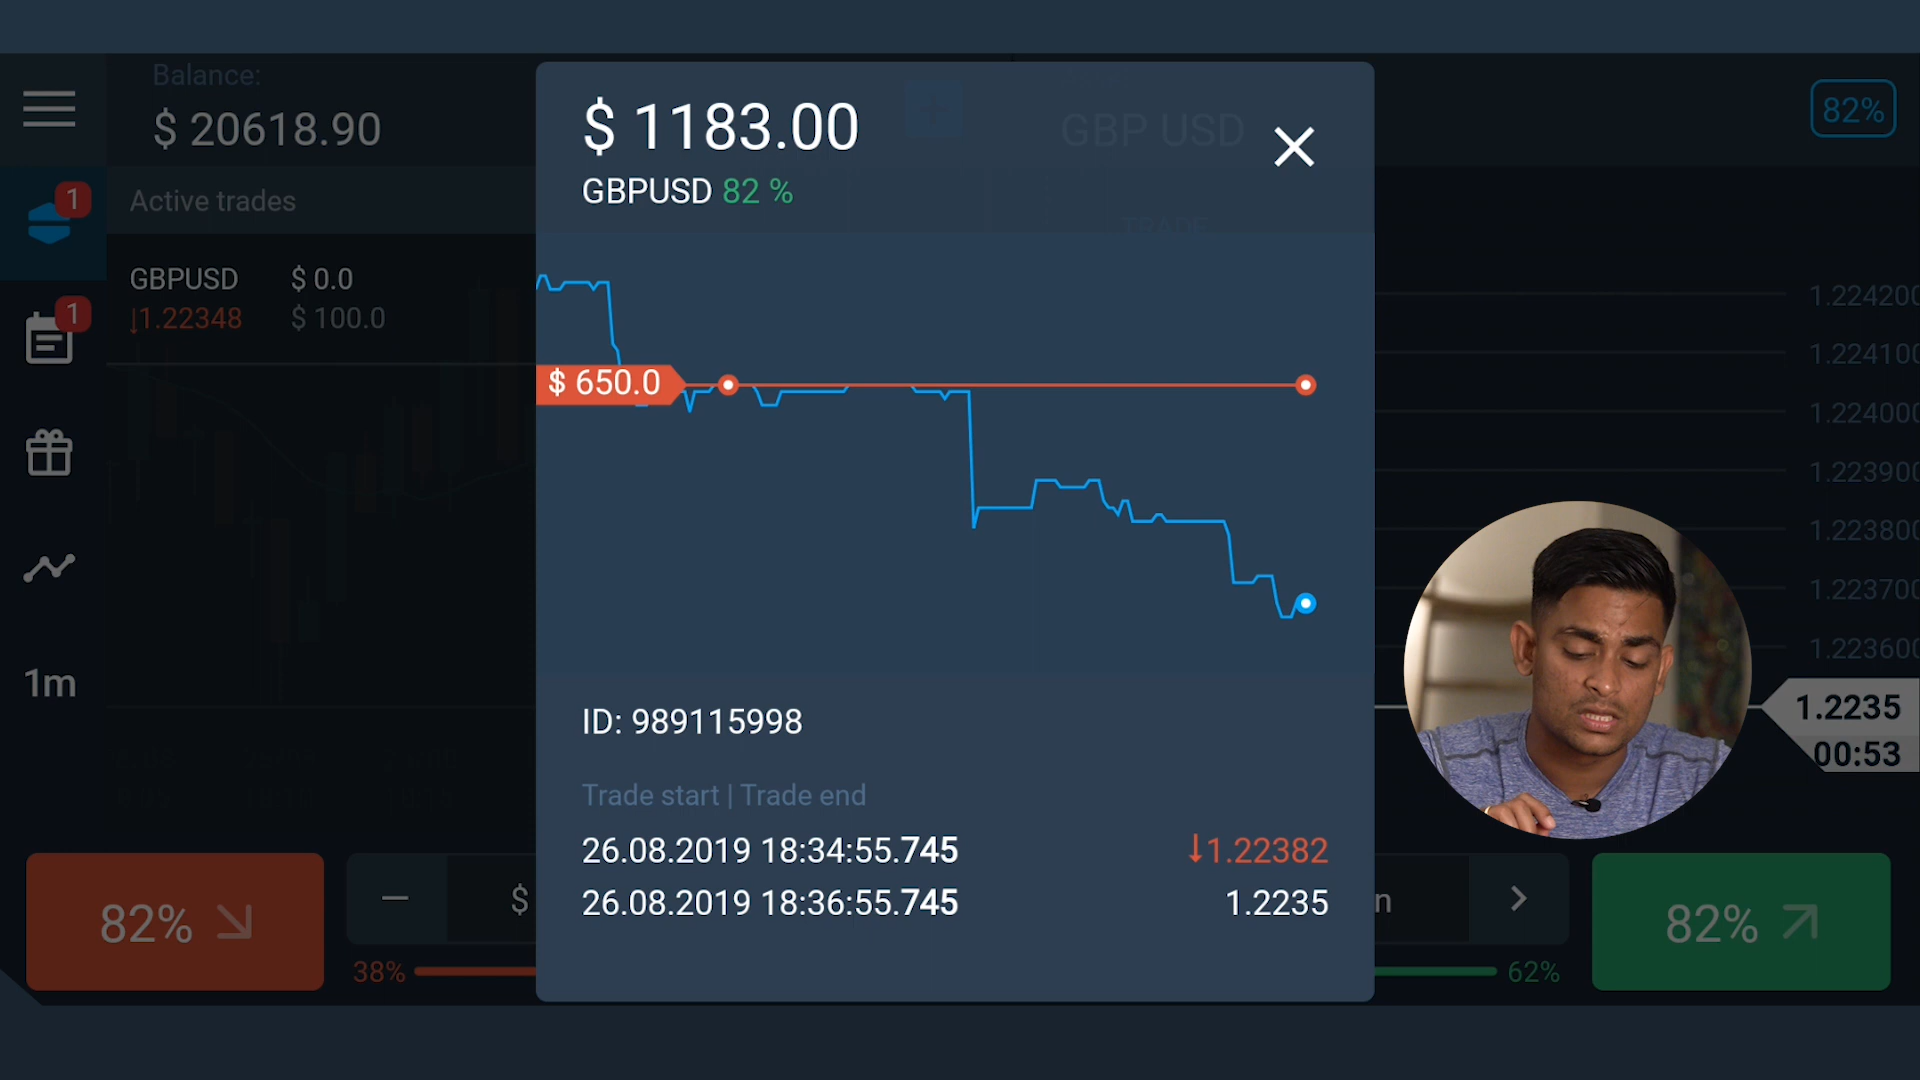 Balance:
$ 20618.90
1
Active trades
GBPUSD $ 0.0
↓1.22348 $ 100.0
1
1m
$ 1183.00
GBPUSD 82 %
$ 650.0
ID: 989115998
Trade start | Trade end
26.08.2019 18:34:55.745 ↓1.22382
26.08.2019 18:36:55.745 1.2235
GBP USD
TRADE
82%
1.224200
1.224100
1.224000
1.223900
1.223800
1.223700
1.223600
1.2235
00:53
82%
$
38%
n
62%
82%